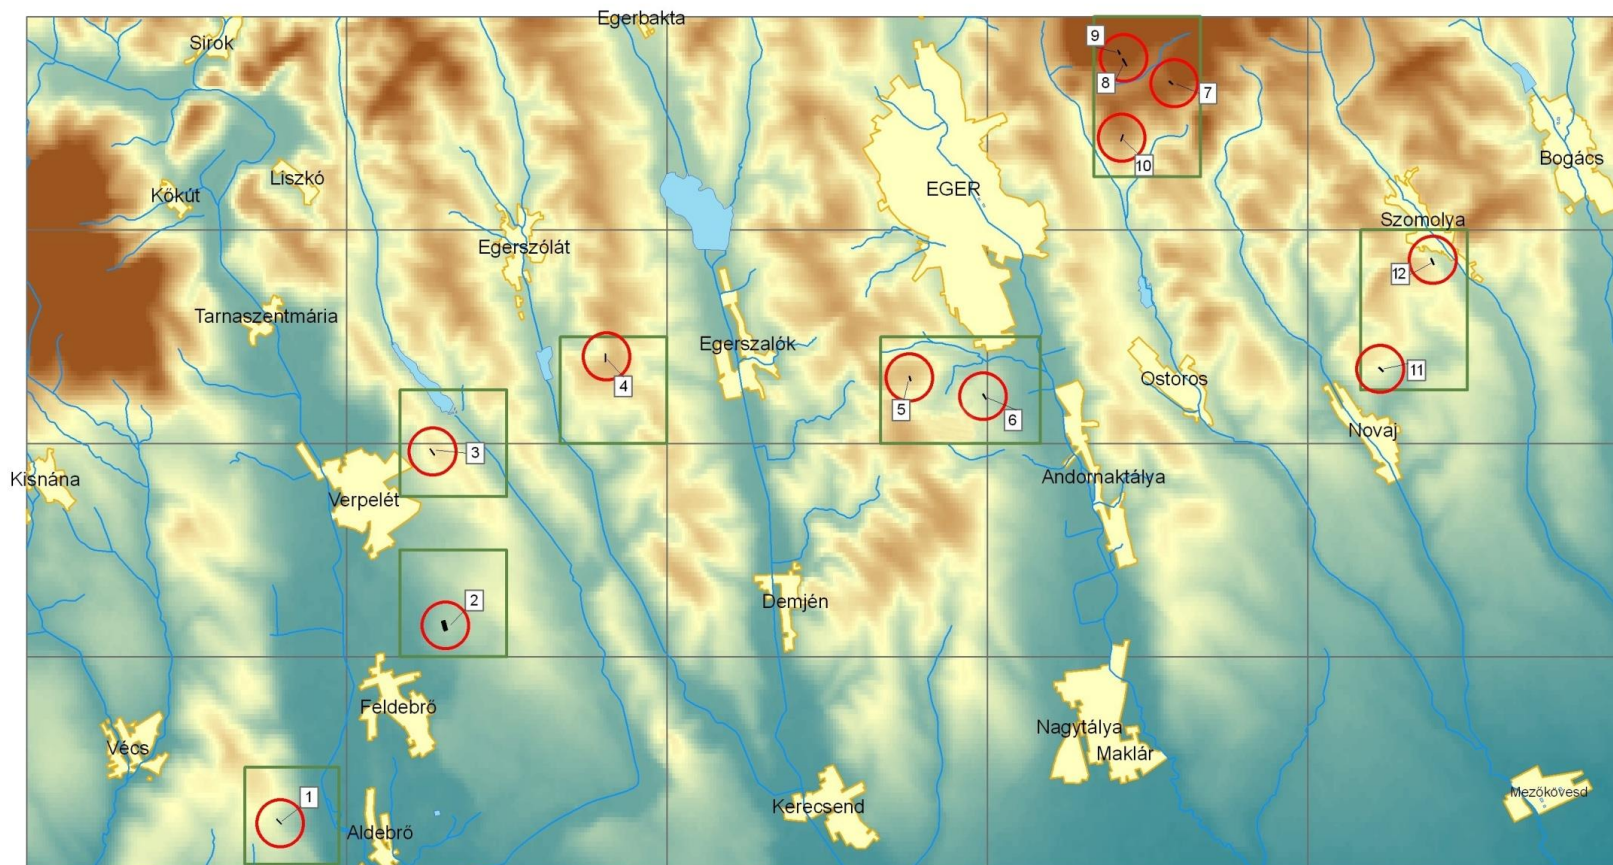 Egerbakta
Sirok
9
8
7
10
Bogács
Liszkó
Kőkút
EGER
Szomolya
Egerszólát
12
Tarnaszentmária
Egerszalók
4
11
Ostoros
5
6
Novaj
3
Kisnána
Andornaktálya
Verpelét
2
Demjén
Feldebrő
Nagytálya
Vécs
Maklár
Mezőkövesd
1
Kerecsend
Aldebrő